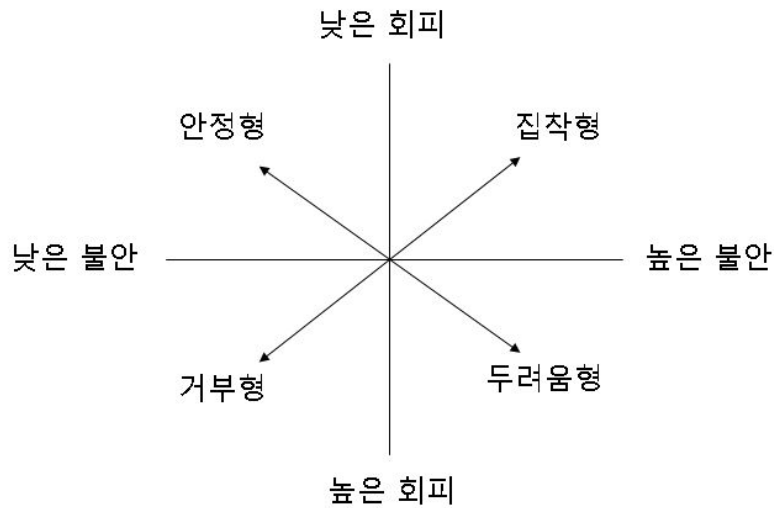 낮은 회피
안정형
집착형
낮은 불안
높은 불안
거부형
두려움형
높은 회피